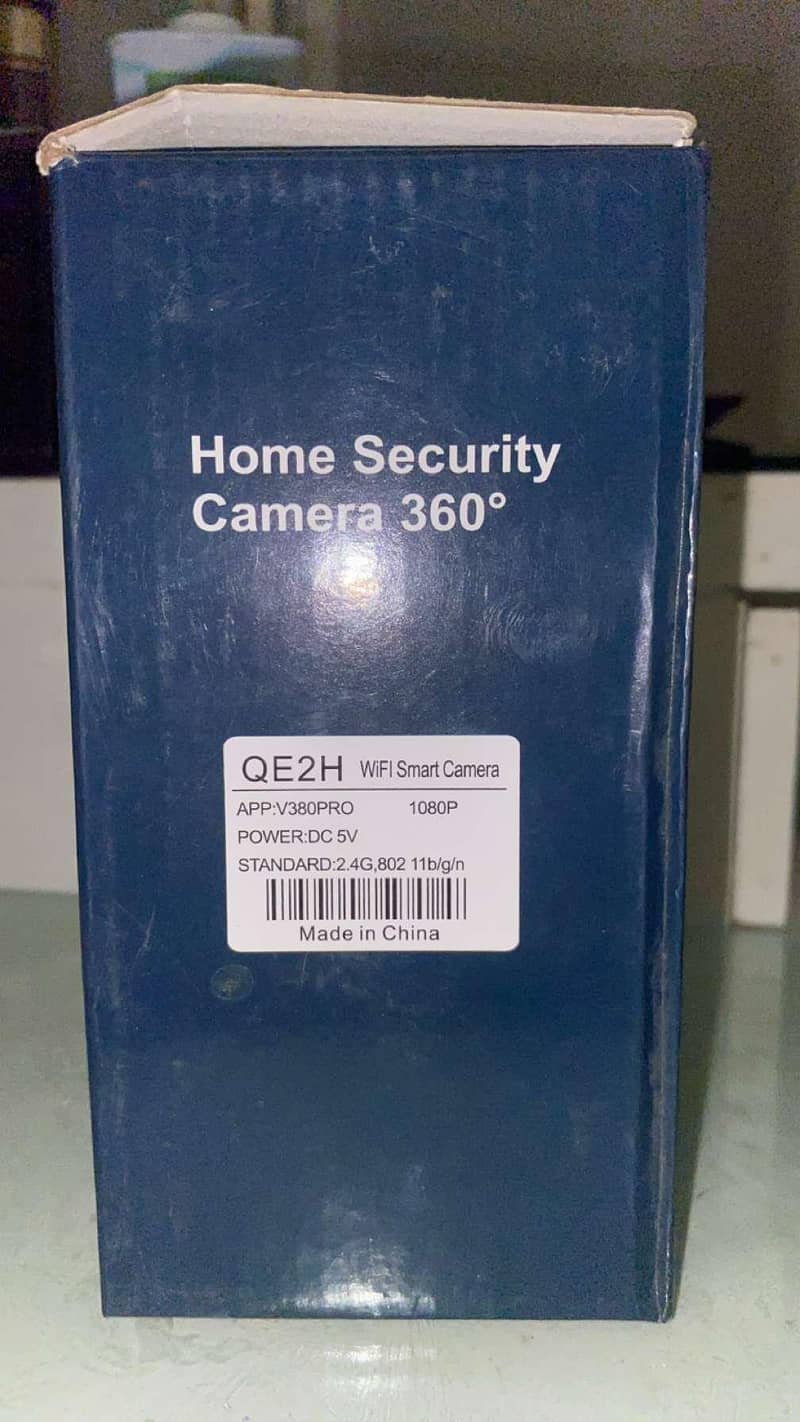 Home Security
Camera 360°
QE2H WiFI Smart Camera
APP:V380PRO 1080P
POWER:DC 5V
STANDARD:2.4G,802 11b/g/n
Made in China